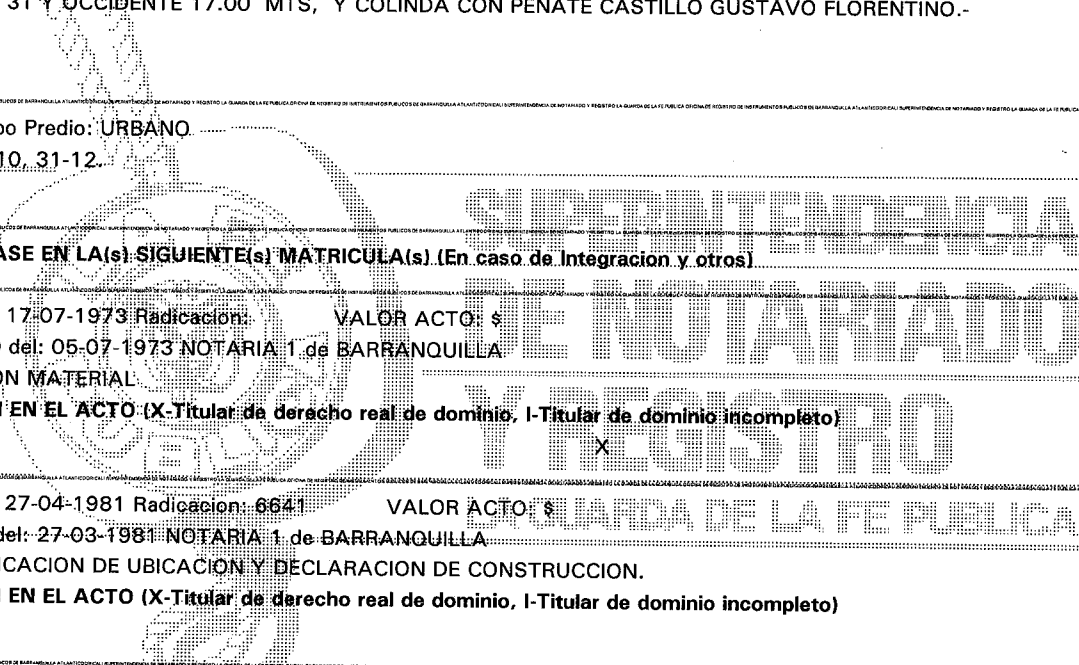 31 Y OCCIDENTE 17.00 MTS, Y COLINDA CON PEÑATE CASTILLO GUSTAVO FLORENTINO.-
po Predio: URBANO
10, 31-12.
ASE EN LA(s) SIGUIENTE(s) MATRICULA(s) (En caso de Integracion y otros)
17-07-1973 Radicacion: VALOR ACTO: $
del: 05-07-1973 NOTARIA 1 de BARRANQUILLA
ON MATERIAL
EN EL ACTO (X-Titular de derecho real de dominio, I-Titular de dominio incompleto)
X
27-04-1981 Radicacion: 6641 VALOR ACTO: $
del: 27-03-1981 NOTARIA 1 de BARRANQUILLA
ICACION DE UBICACION Y DECLARACION DE CONSTRUCCION.
EN EL ACTO (X-Titular de derecho real de dominio, I-Titular de dominio incompleto)
SUPERINTENDENCIA
DE NOTARIADO
Y REGISTRO
LA GUARDA DE LA FE PUBLICA